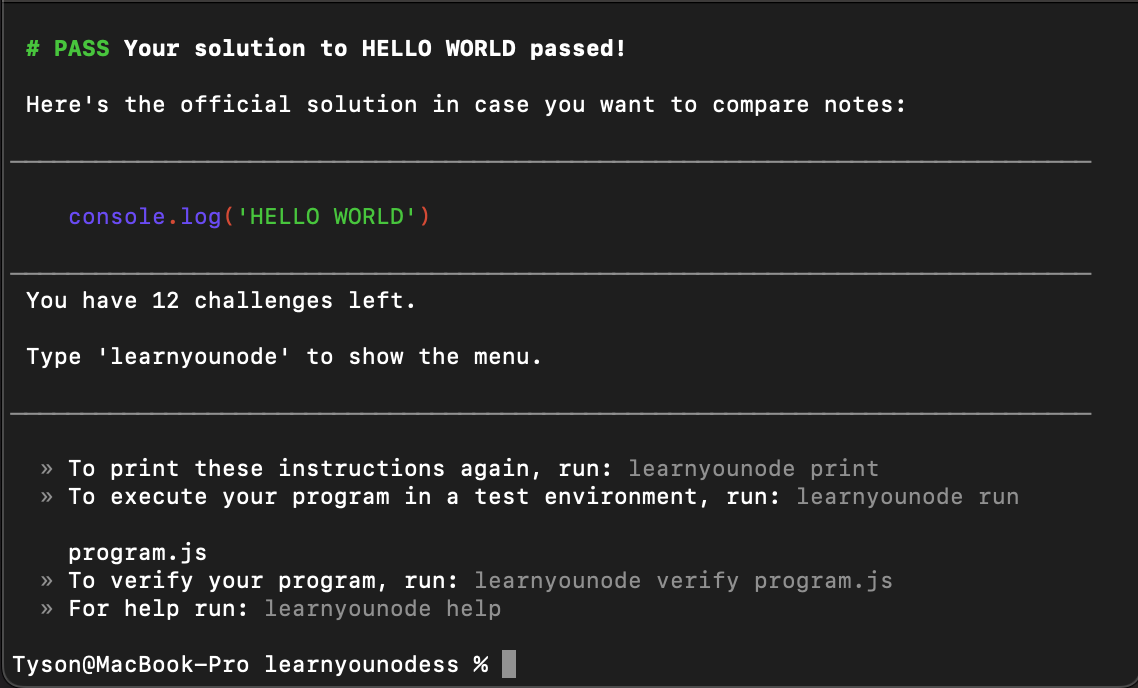 # PASS Your solution to HELLO WORLD passed!
Here's the official solution in case you want to compare notes:
console.log('HELLO WORLD')
You have 12 challenges left.
Type 'learnyounode' to show the menu.
» To print these instructions again, run: learnyounode print
» To execute your program in a test environment, run: learnyounode run
program.js
» To verify your program, run: learnyounode verify program.js
» For help run: learnyounode help
Tyson@MacBook-Pro learnyounodess %